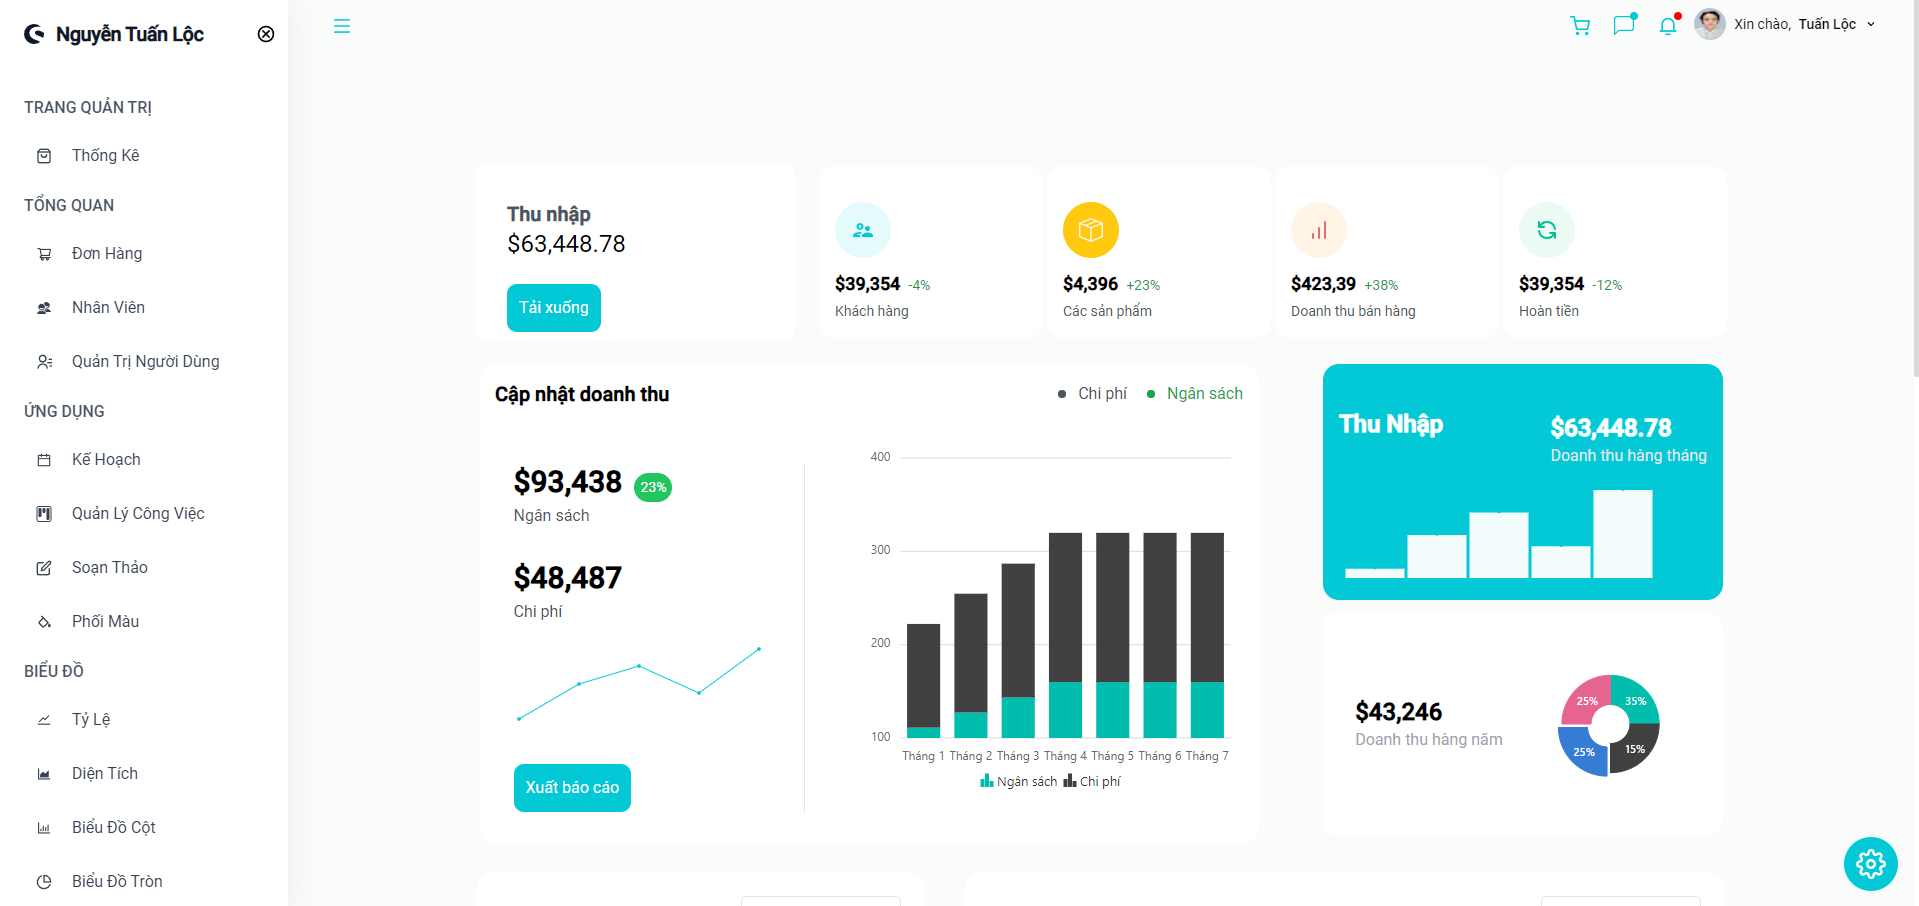 Nguyễn Tuấn Lộc
TRANG QUẢN TRỊ
Thống Kê
TỔNG QUAN
Đơn Hàng
Nhân Viên
Quản Trị Người Dùng
ỨNG DỤNG
Kế Hoạch
Quản Lý Công Việc
Soạn Thảo
Phối Màu
BIỂU ĐỒ
Tỷ Lệ
Diện Tích
Biểu Đồ Cột
Biểu Đồ Tròn
Xin chào, Tuấn Lộc
Thu nhập
$63,448.78
Tải xuống
$39,354 -4%
Khách hàng
$4,396 +23%
Các sản phẩm
$423,39 +38%
Doanh thu bán hàng
$39,354 -12%
Hoàn tiền
Cập nhật doanh thu
Chi phí
Ngân sách
$93,438 23%
Ngân sách
$48,487
Chi phí
Xuất báo cáo
400
300
200
100
Tháng 1 Tháng 2 Tháng 3 Tháng 4 Tháng 5 Tháng 6 Tháng 7
Ngân sách Chi phí
Thu Nhập
$63,448.78
Doanh thu hàng tháng
$43,246
Doanh thu hàng năm
25% 35%
25% 15%